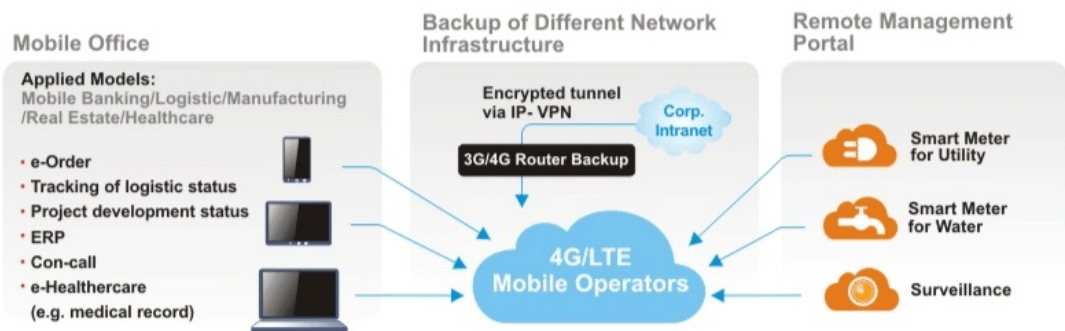 Mobile Office
Applied Models:
Mobile Banking/Logistic/Manufacturing
/Real Estate/Healthcare
• e-Order
• Tracking of logistic status
• Project development status
• ERP
• Con-call
• e-Healthercare
(e.g. medical record)
Backup of Different Network
Infrastructure
Encrypted tunnel
via IP- VPN
Corp.
Intranet
3G/4G Router Backup
4G/LTE
Mobile Operators
Remote Management
Portal
Smart Meter
for Utility
Smart Meter
for Water
Surveillance